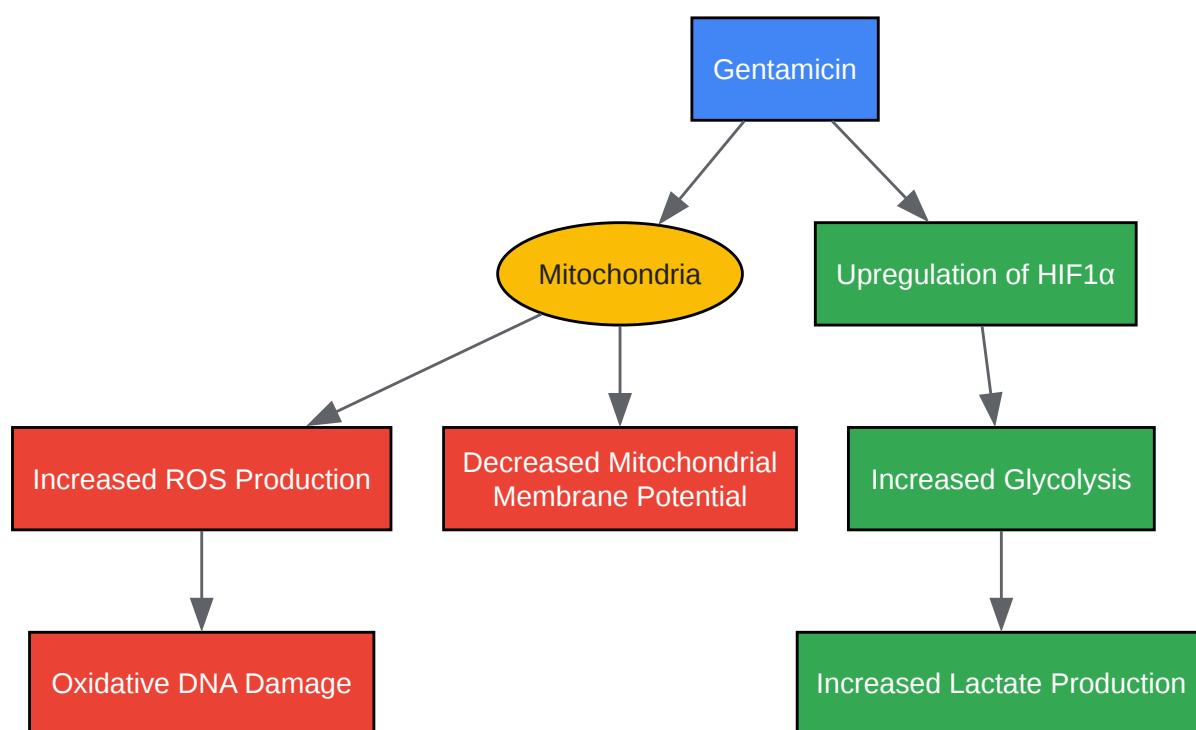 Gentamicin
Mitochondria
Upregulation of HIF1α
Increased ROS Production
Decreased Mitochondrial
Membrane Potential
Increased Glycolysis
Oxidative DNA Damage
Increased Lactate Production